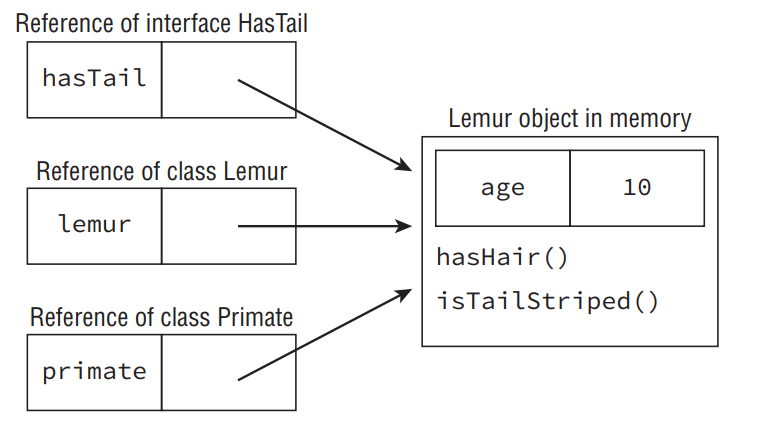 Reference of interface HasTail
hasTail
Reference of class Lemur
lemur
Reference of class Primate
primate
Lemur object in memory
age 10
hasHair()
isTailStriped()